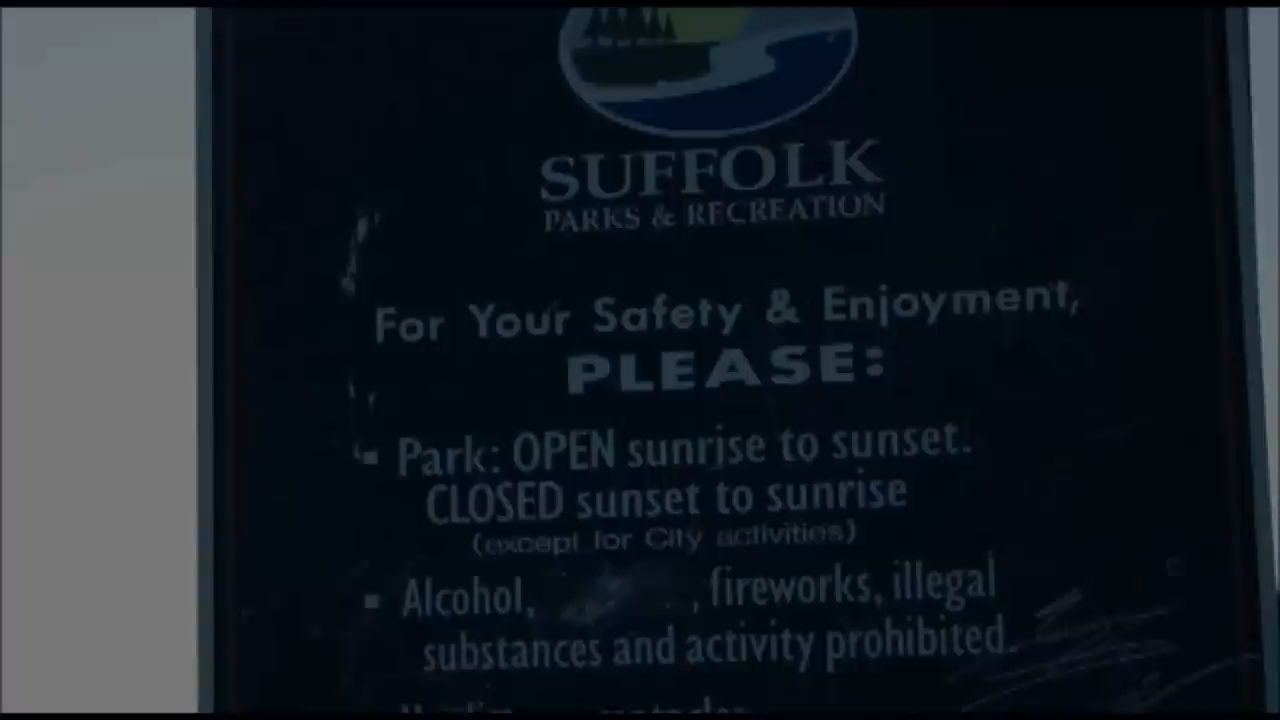 SUFFOLK
PARKS & RECREATION
For Your Safety & Enjoyment,
PLEASE:
▪ Park: OPEN sunrise to sunset.
CLOSED sunset to sunrise
(except for City activities)
▪ Alcohol, , fireworks, illegal
substances and activity prohibited.